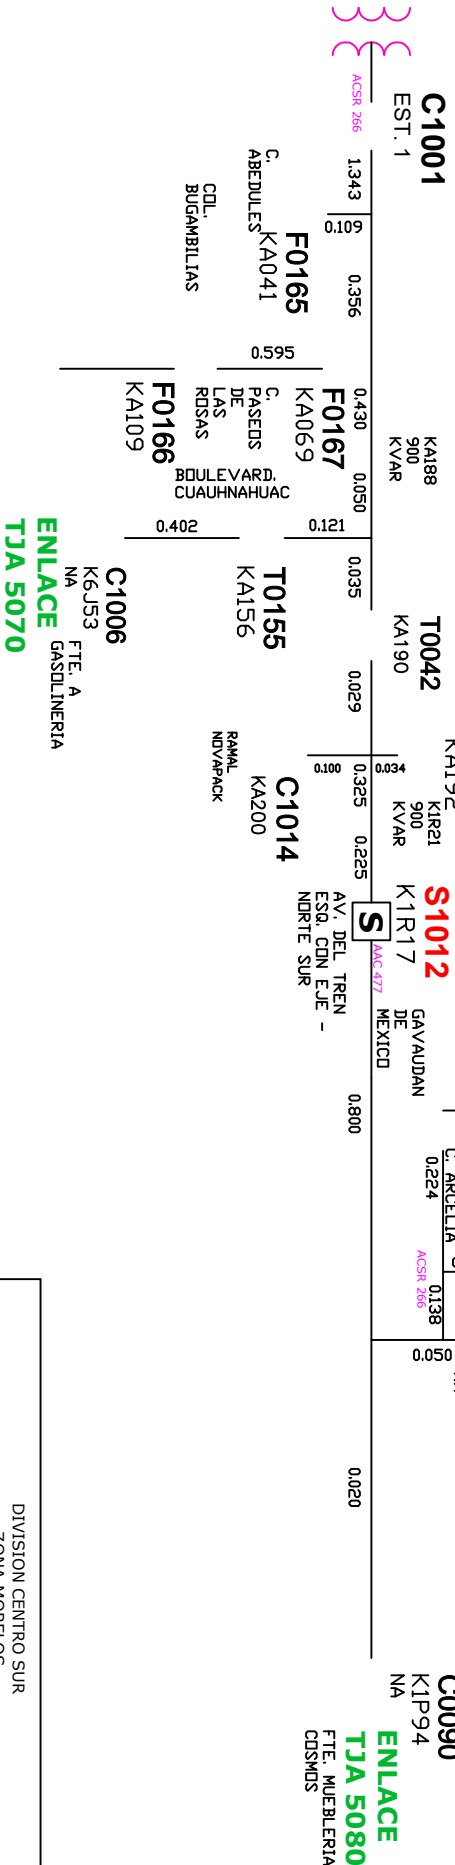 C1001
EST. 1
ACSR 266
1.343
0.109
0.356
C.
ABEDULES
F0165
KA041
COL.
BUGAMBILIAS
0.595
F0167
KA069
C.
PASEOS
DE
LAS
ROSAS
F0166
KA109
0.430
KA188
900
KVAR
0.050
BOULEVARD.
CUAUHNAHUAC
0.402
0.121
0.035
T0155
KA156
C1006
K6J53
NA
FTE. A
GASOLINERIA
ENLACE
TJA 5070
T0042
KA190
0.029
0.100
0.034
0.325
KA192
K1R21
900
KVAR
C1014
KA200
RAMAL
NOVAPACK
0.225
S1012
K1R17
S
AAC 477
AV. DEL TREN
ESQ. CON EJE -
NORTE SUR
GAVAUDAN
DE
MEXICO
0.800
C. ARCELIA
0.224
ACSR 266
0.138
0.050
0.020
C0090
K1P94
NA
ENLACE
TJA 5080
FTE. MUEBLERIA
COSMOS
DIVISION CENTRO SUR
ZONA MORELOS